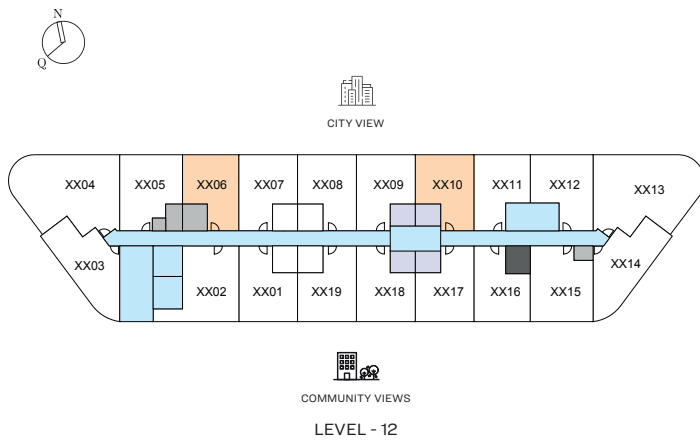 N
Q
CITY VIEW
XX04 XX05 XX06 XX07 XX08 XX09 XX10 XX11 XX12 XX13
XX03 XX14
XX02 XX01 XX19 XX18 XX17 XX16 XX15
COMMUNITY VIEWS
LEVEL - 12